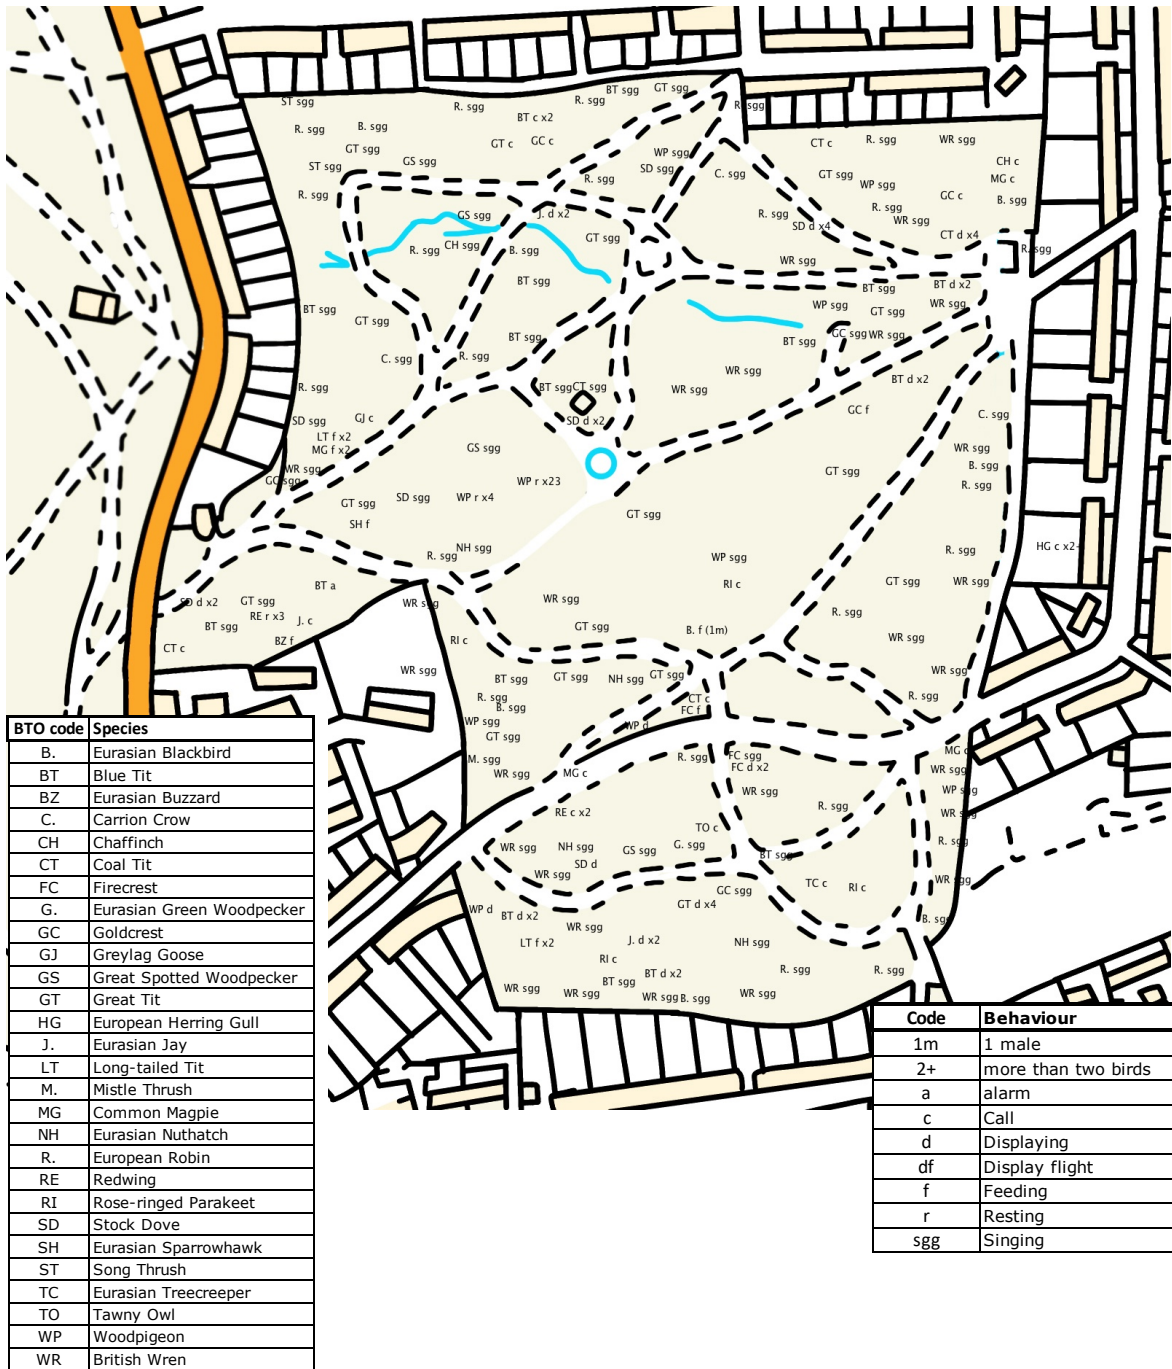 BT sgg
GT sgg
ST sgg
R. sgg
R. sgg
R. sgg
BT c x2
R. sgg
B. sgg
GT c
GC c
CT c
R. sgg
WR sgg
GT sgg
GS sgg
WP sgg
ST sgg
SD sgg
C. sgg
GT sgg
CH c
R. sgg
WP sgg
MG c
R. sgg
GC c
B. sgg
GS sgg
J. d x2
R. sgg
R. sgg
WR sgg
SD d x4
CT d x4
GT sgg
R. sgg
CH sgg
B. sgg
WR sgg
R. sgg
BT sgg
BT sgg
BT d x2
BT sgg
GT sgg
WP sgg
GT sgg
WR sgg
BT sgg
BT sgg
GC sgg
WR sgg
C. sgg
R. sgg
WR sgg
BT d x2
R. sgg
BT sgg
CT sgg
WR sgg
SD sgg
GJ c
SD d x2
GC f
C. sgg
LT f x2
MG f x2
GS sgg
WR sgg
WR sgg
B. sgg
GC sgg
WP r x23
GT sgg
R. sgg
GT sgg
SD sgg
WP r x4
GT sgg
SH f
NH sgg
R. sgg
WP sgg
R. sgg
HG c x2+
BT a
RI c
GT sgg
WR sgg
SD d x2
GT sgg
WR sgg
WR sgg
R. sgg
RE r x3
J. c
BT sgg
GT sgg
B. f (1m)
BZ f
RI c
WR sgg
CT c
WR sgg
BT sgg
GT sgg
NH sgg
GT sgg
WR sgg
R. sgg
B. sgg
CT c
FC f
R. sgg
WP sgg
WP d
GT sgg
M. sgg
WR sgg
MG c
R. sgg
FC sgg
FC d x2
MG c
WR sgg
WR sgg
WP sgg
RE c x2
R. sgg
WR sgg
TO c
R. sgg
WR sgg
NH sgg
GS sgg
G. sgg
BT sgg
SD d
WR sgg
TC c
RI c
WR sgg
GC sgg
GT d x4
WP d
BT d x2
WR sgg
B. sgg
LT f x2
J. d x2
NH sgg
RI c
BT d x2
R. sgg
R. sgg
BT sgg
WR sgg
WR sgg
WR sgg
B. sgg
WR sgg
BTO code Species
B. Eurasian Blackbird
BT Blue Tit
BZ Eurasian Buzzard
C. Carrion Crow
CH Chaffinch
CT Coal Tit
FC Firecrest
G. Eurasian Green Woodpecker
GC Goldcrest
GJ Greylag Goose
GS Great Spotted Woodpecker
GT Great Tit
HG European Herring Gull
J. Eurasian Jay
LT Long-tailed Tit
M. Mistle Thrush
MG Common Magpie
NH Eurasian Nuthatch
R. European Robin
RE Redwing
RI Rose-ringed Parakeet
SD Stock Dove
SH Eurasian Sparrowhawk
ST Song Thrush
TC Eurasian Treecreeper
TO Tawny Owl
WP Woodpigeon
WR British Wren
Code Behaviour
1m 1 male
2+ more than two birds
a alarm
c Call
d Displaying
df Display flight
f Feeding
r Resting
sgg Singing